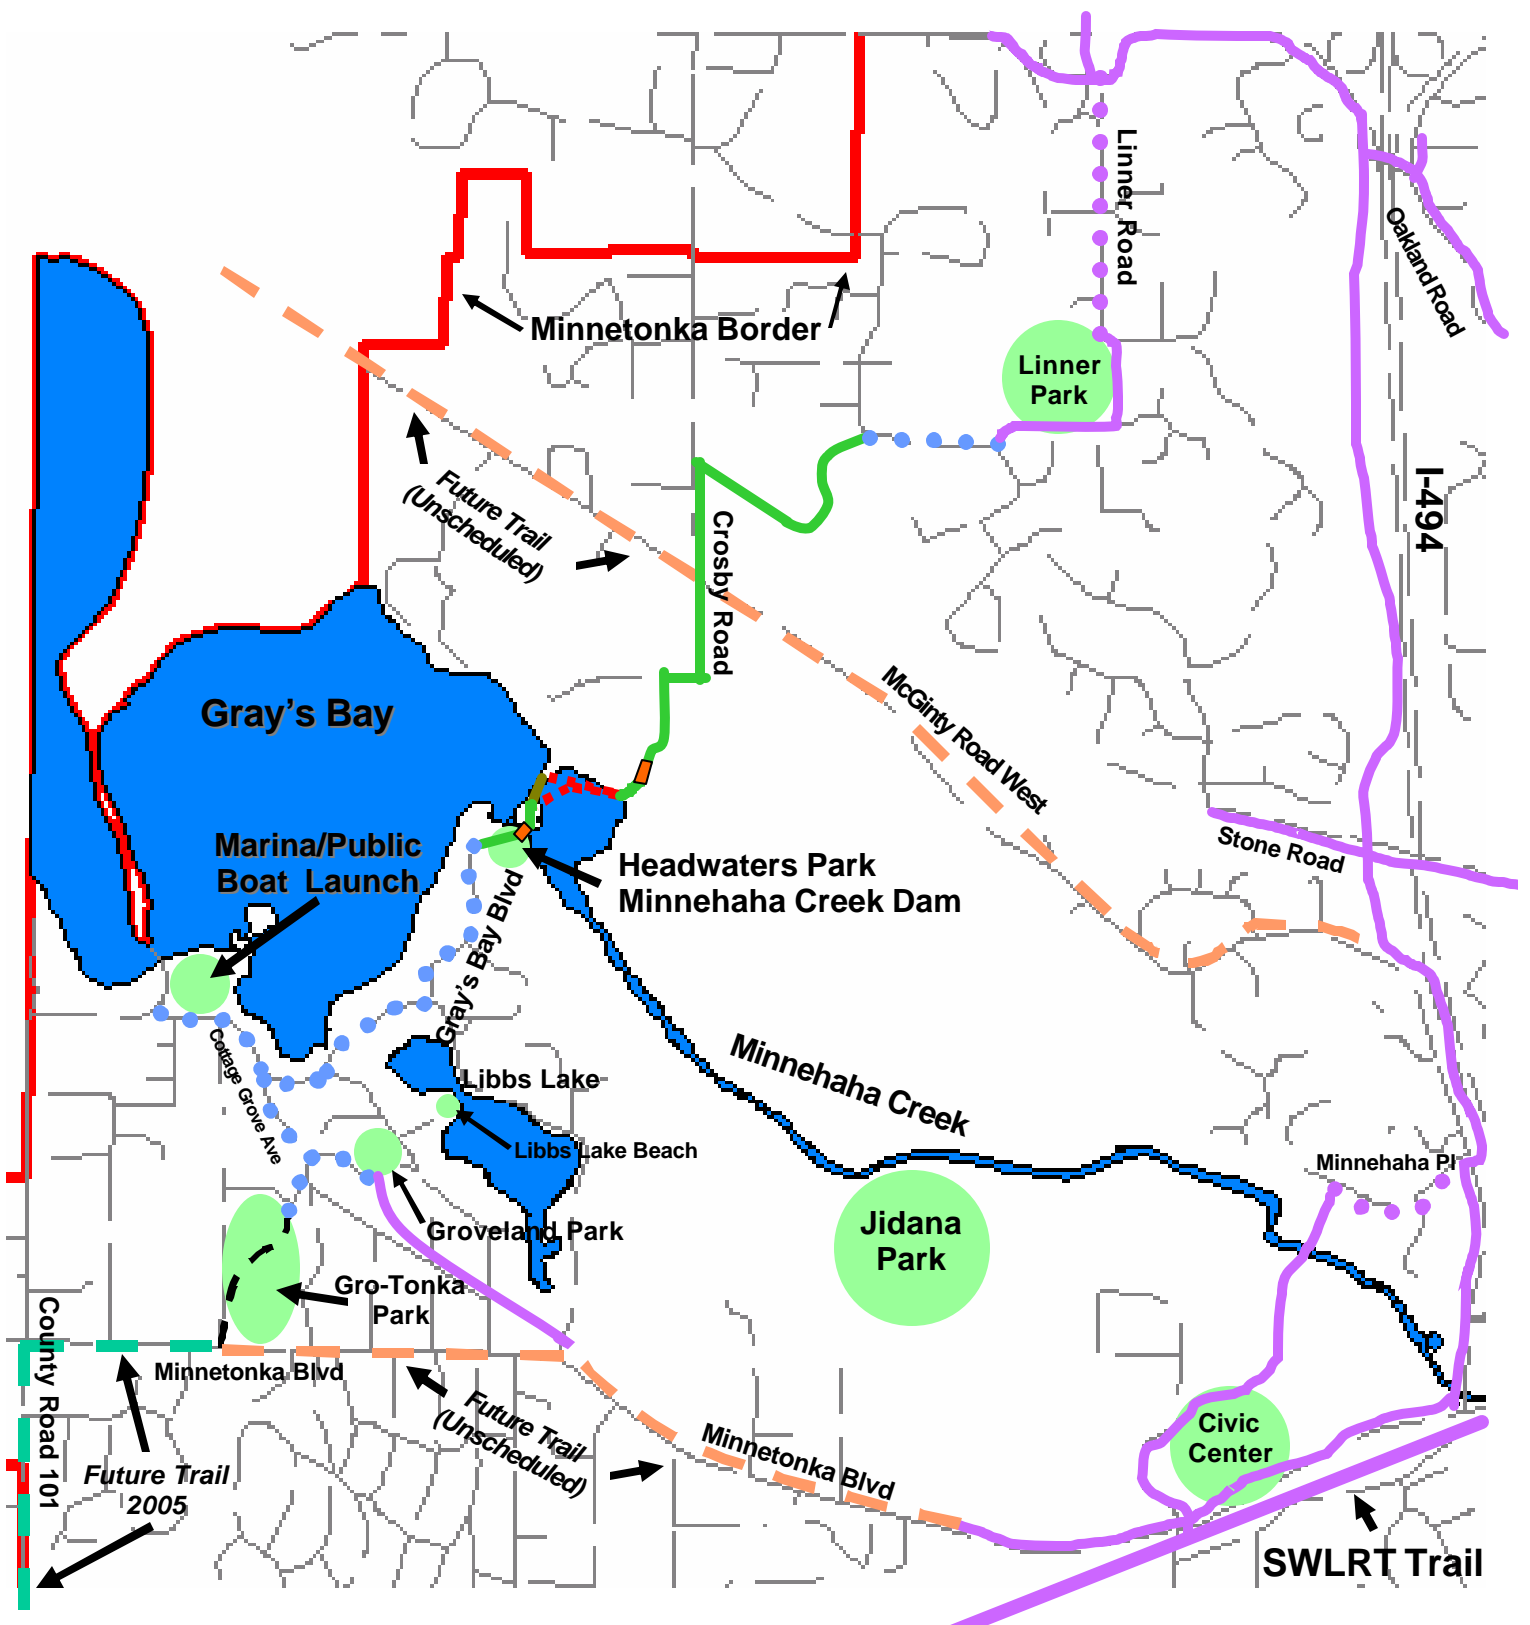 Linner Road
Oakland Road
Minnetonka Border
Linner
Park
Future Trail
(Unscheduled)
I-494
Crosby Road
Gray's Bay
McGinty Road West
Marina/Public
Boat Launch
Stone Road
Headwaters Park
Minnehaha Creek Dam
Gray's Bay Blvd
Cottage Grove Ave
Minnehaha Creek
Libbs Lake
Libbs Lake Beach
Minnehaha Pl
Groveland Park
Jidana
Park
Gro-Tonka
Park
County Road 101
Minnetonka Blvd
Future Trail
(Unscheduled)
Minnetonka Blvd
Civic
Center
Future Trail
2005
SWLRT Trail